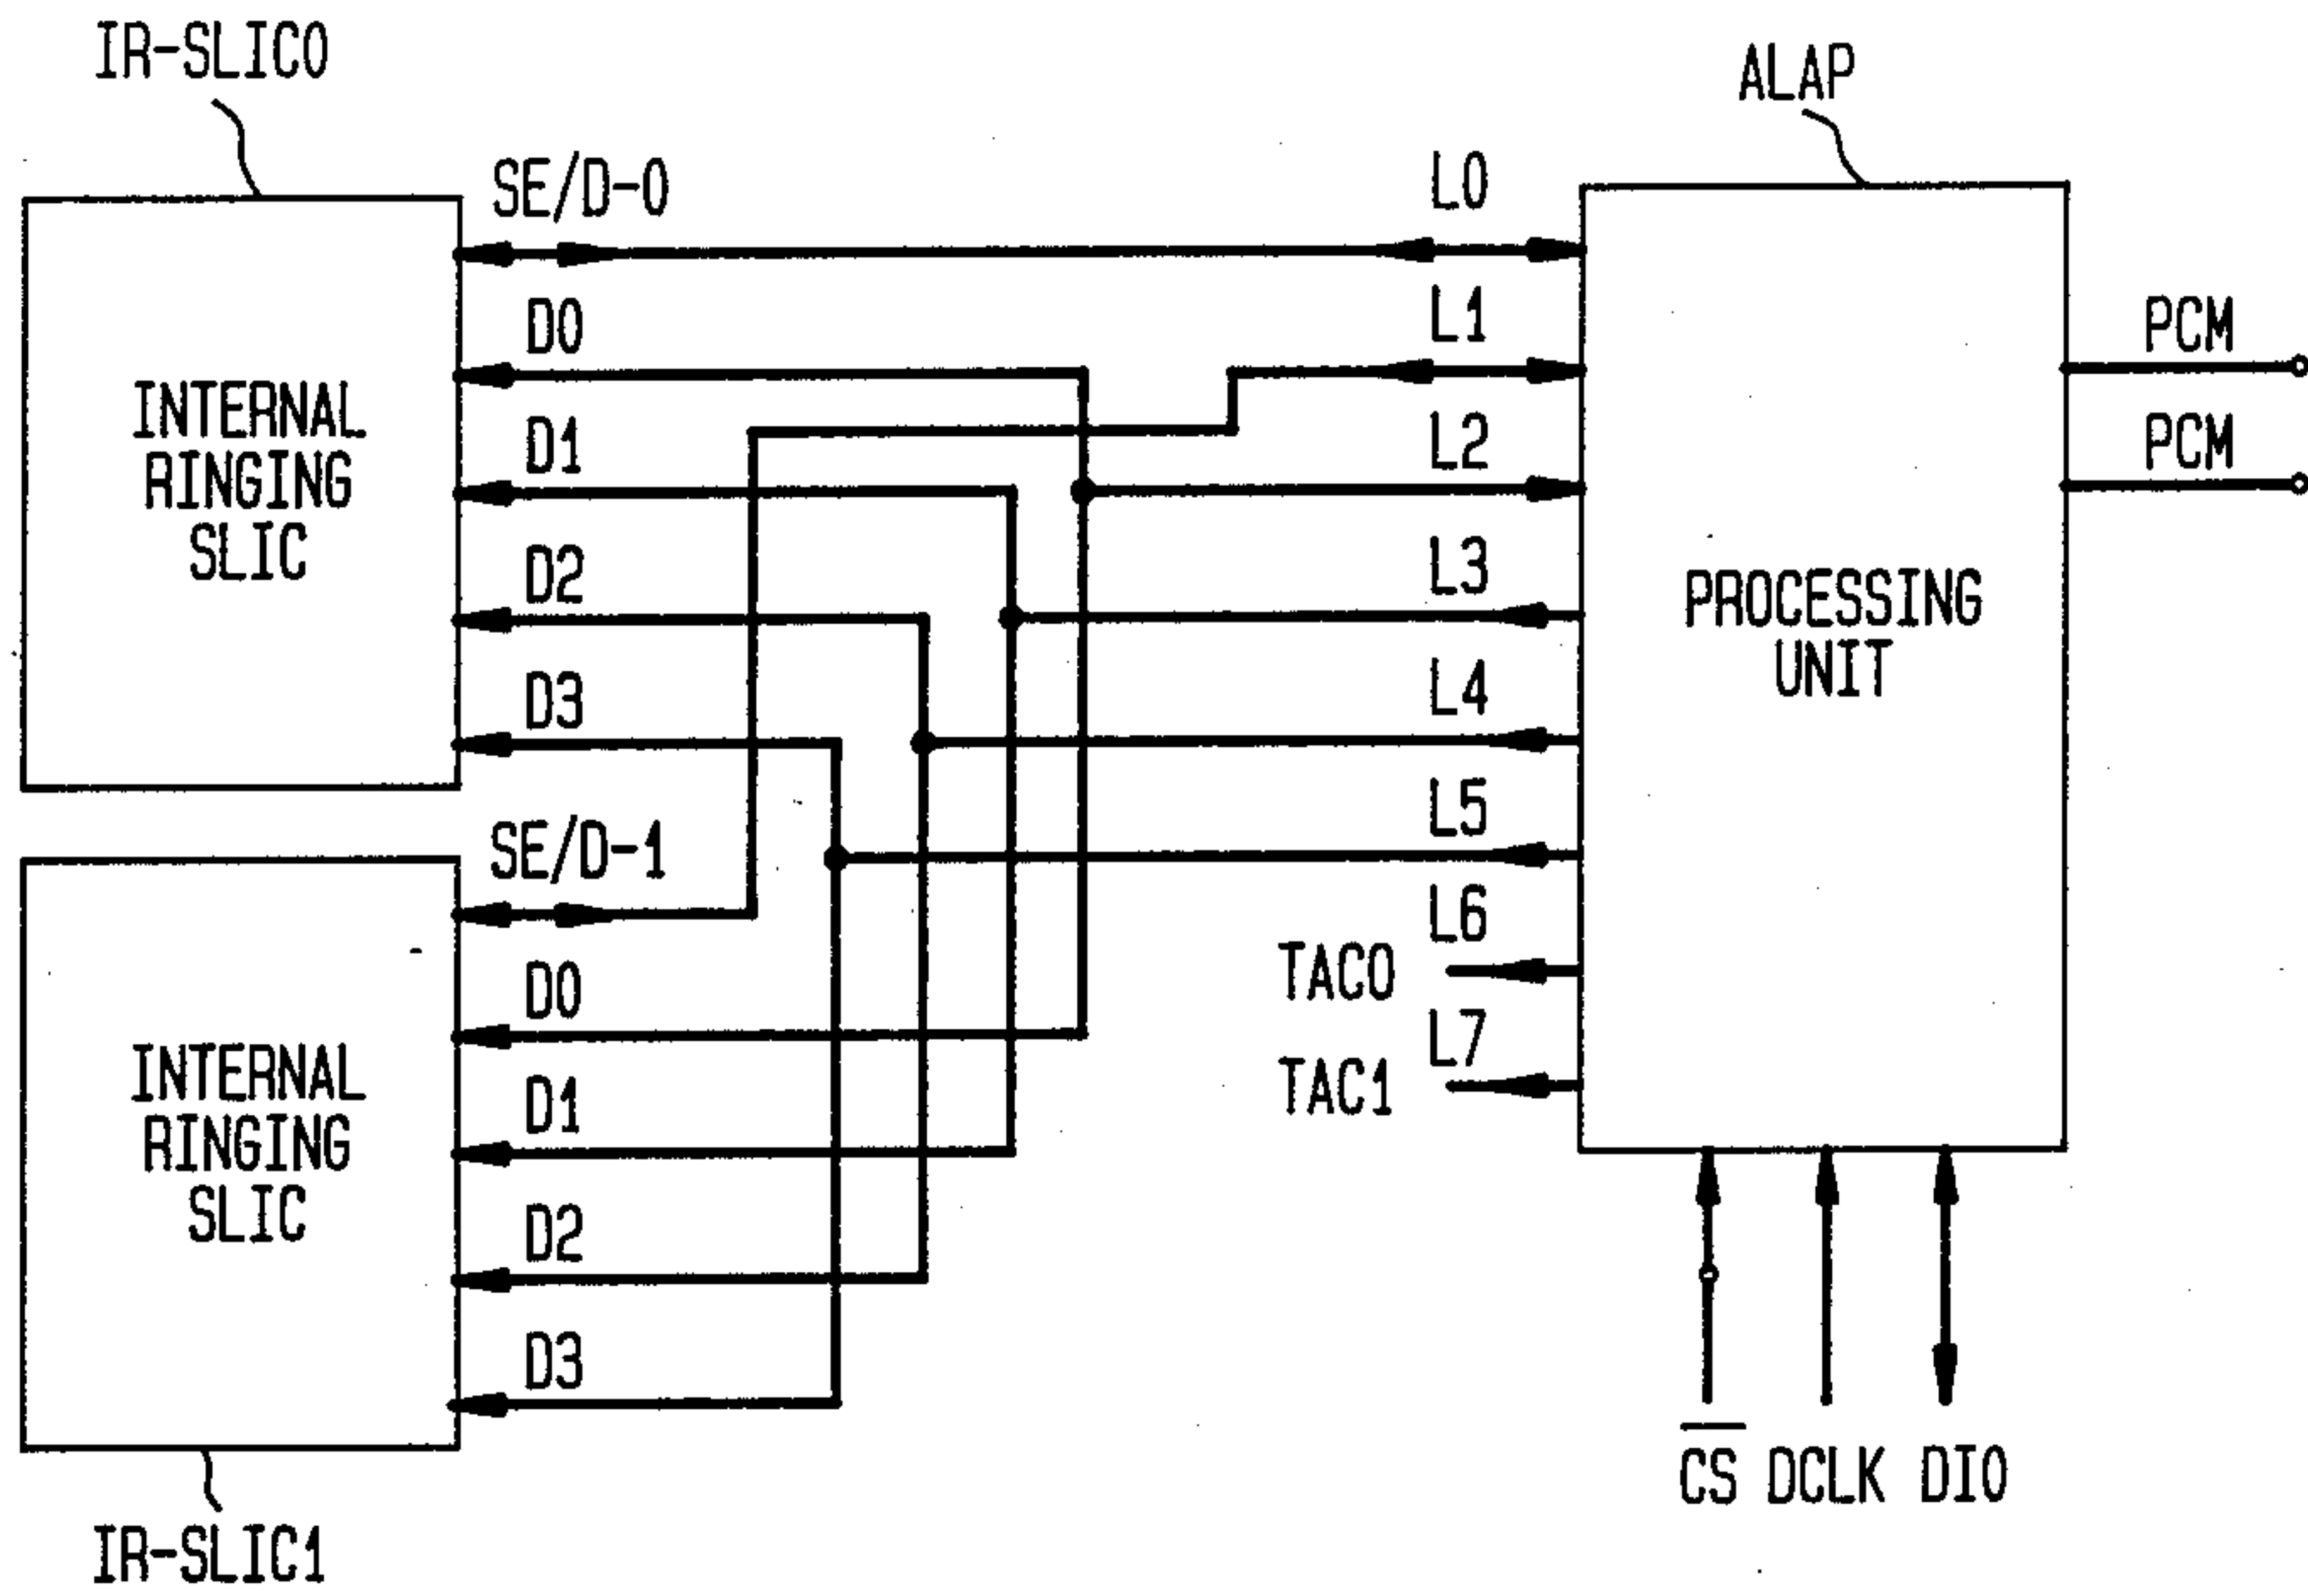 IR-SLIC0
ALAP
SE/D-0
L0
D0
L1
PCM
INTERNAL
RINGING
SLIC
D1
L2
PCM
D2
L3
PROCESSING
UNIT
D3
L4
L5
SE/D-1
L6
TAC0
D0
L7
TAC1
INTERNAL
RINGING
SLIC
D1
D2
D3
CS DCLK DIO
IR-SLIC1